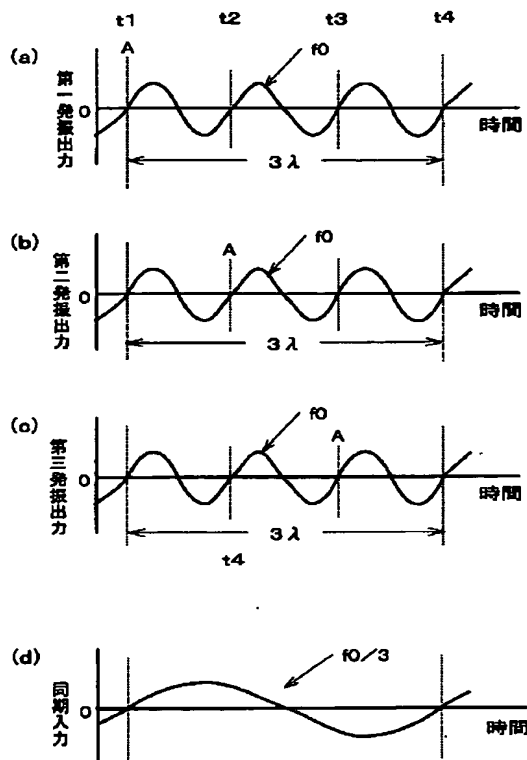 t1 t2 t3 t4
(a)
第一発振出力
A
f0
0
時間
3λ
(b)
第二発振出力
A
f0
0
時間
3λ
(c)
第三発振出力
f0
A
0
時間
3λ
t4
(d)
同期入力
f0/3
0
時間